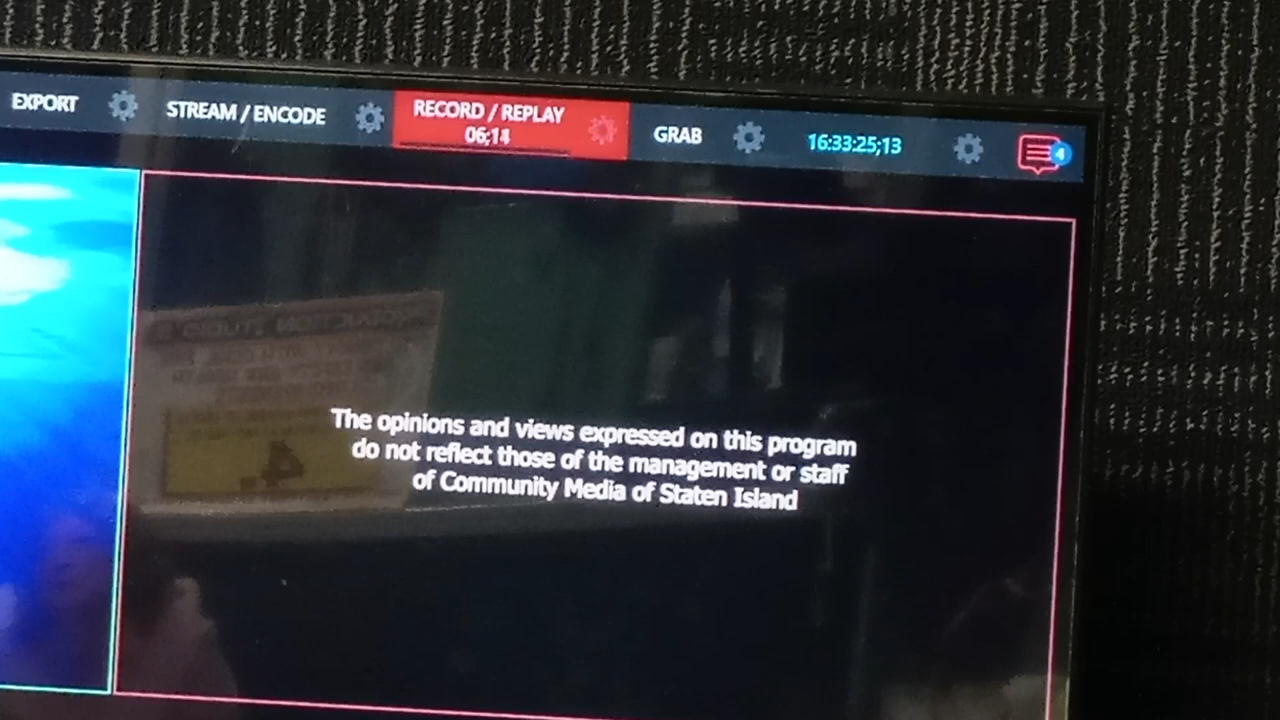 EXPORT
STREAM / ENCODE
RECORD / REPLAY
06;14
GRAB
16:33:25;13
4
The opinions and views expressed on this program
do not reflect those of the management or staff
of Community Media of Staten Island